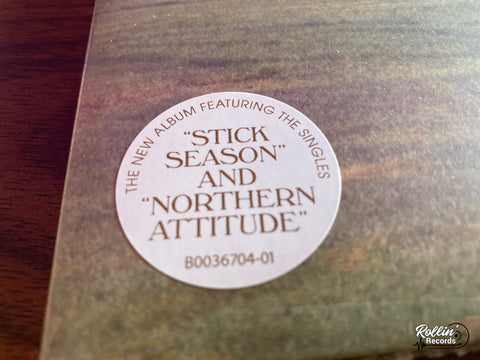 THE NEW ALBUM FEATURING THE SINGLES
“STICK
SEASON”
AND
“NORTHERN
ATTITUDE”
B0036704-01
Rollin'
Records